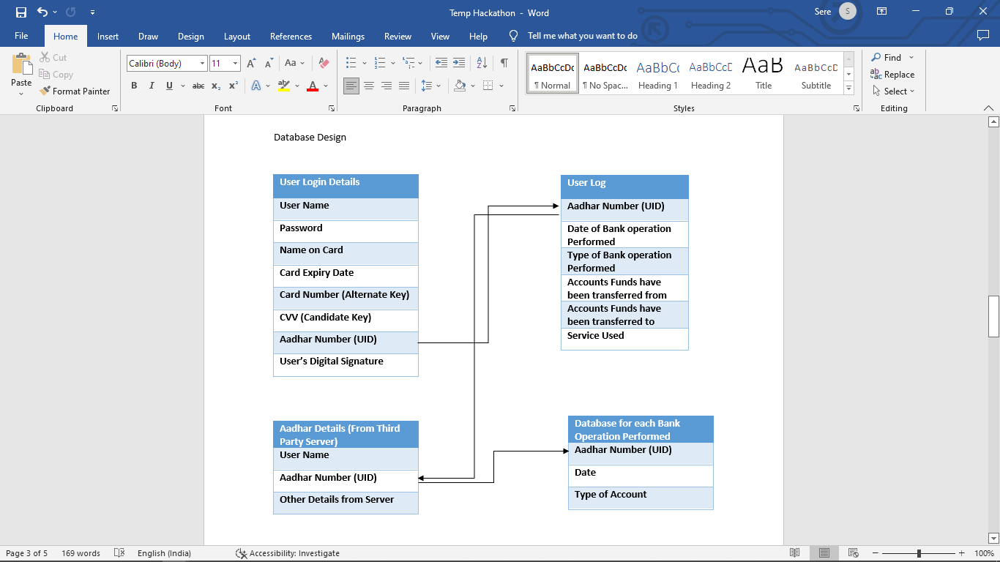 Temp Hackathon - Word
Sere
S
File
Home
Insert
Draw
Design
Layout
References
Mailings
Review
View
Help
Tell me what you want to do
Paste
Cut
Copy
Format Painter
Clipboard
Calibri (Body)
11
A
A
Aa
A
B
I
U
abc
x₂
x²
A
ab
A
Font
Paragraph
AaBbCcDc
¶ Normal
AaBbCcDc
¶ No Spac...
AaBbCc
Heading 1
AaBbCcD
Heading 2
AaB
Title
AaBbCcD
Subtitle
Styles
Find
Replace
Select
Editing
Database Design
User Login Details
User Name
Password
Name on Card
Card Expiry Date
Card Number (Alternate Key)
CVV (Candidate Key)
Aadhar Number (UID)
User’s Digital Signature
User Log
Aadhar Number (UID)
Date of Bank operation
Performed
Type of Bank operation
Performed
Accounts Funds have
been transferred from
Accounts Funds have
been transferred to
Service Used
Aadhar Details (From Third
Party Server)
User Name
Aadhar Number (UID)
Other Details from Server
Database for each Bank
Operation Performed
Aadhar Number (UID)
Date
Type of Account
Page 3 of 5
169 words
English (India)
Accessibility: Investigate
100%